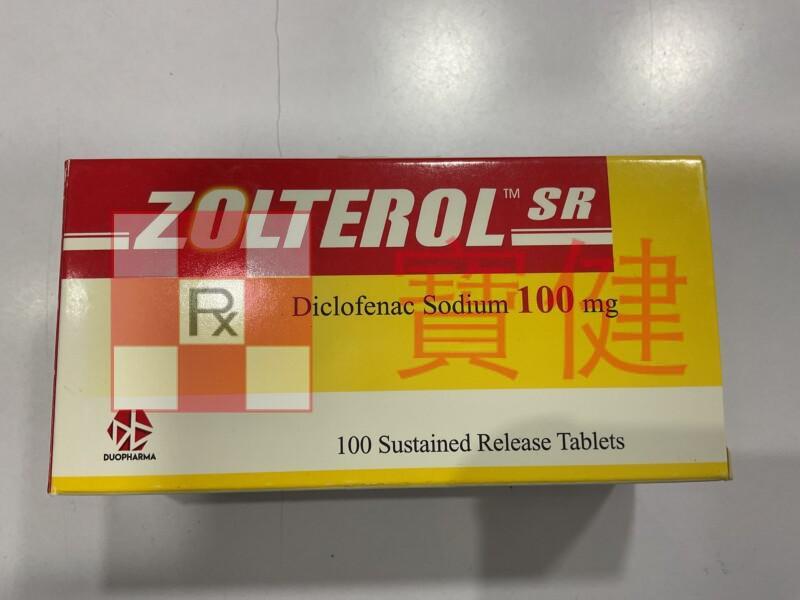 ZOLTEROL™ SR
Rx
Diclofenac Sodium 100 mg
寶健
100 Sustained Release Tablets
DUOPHARMA